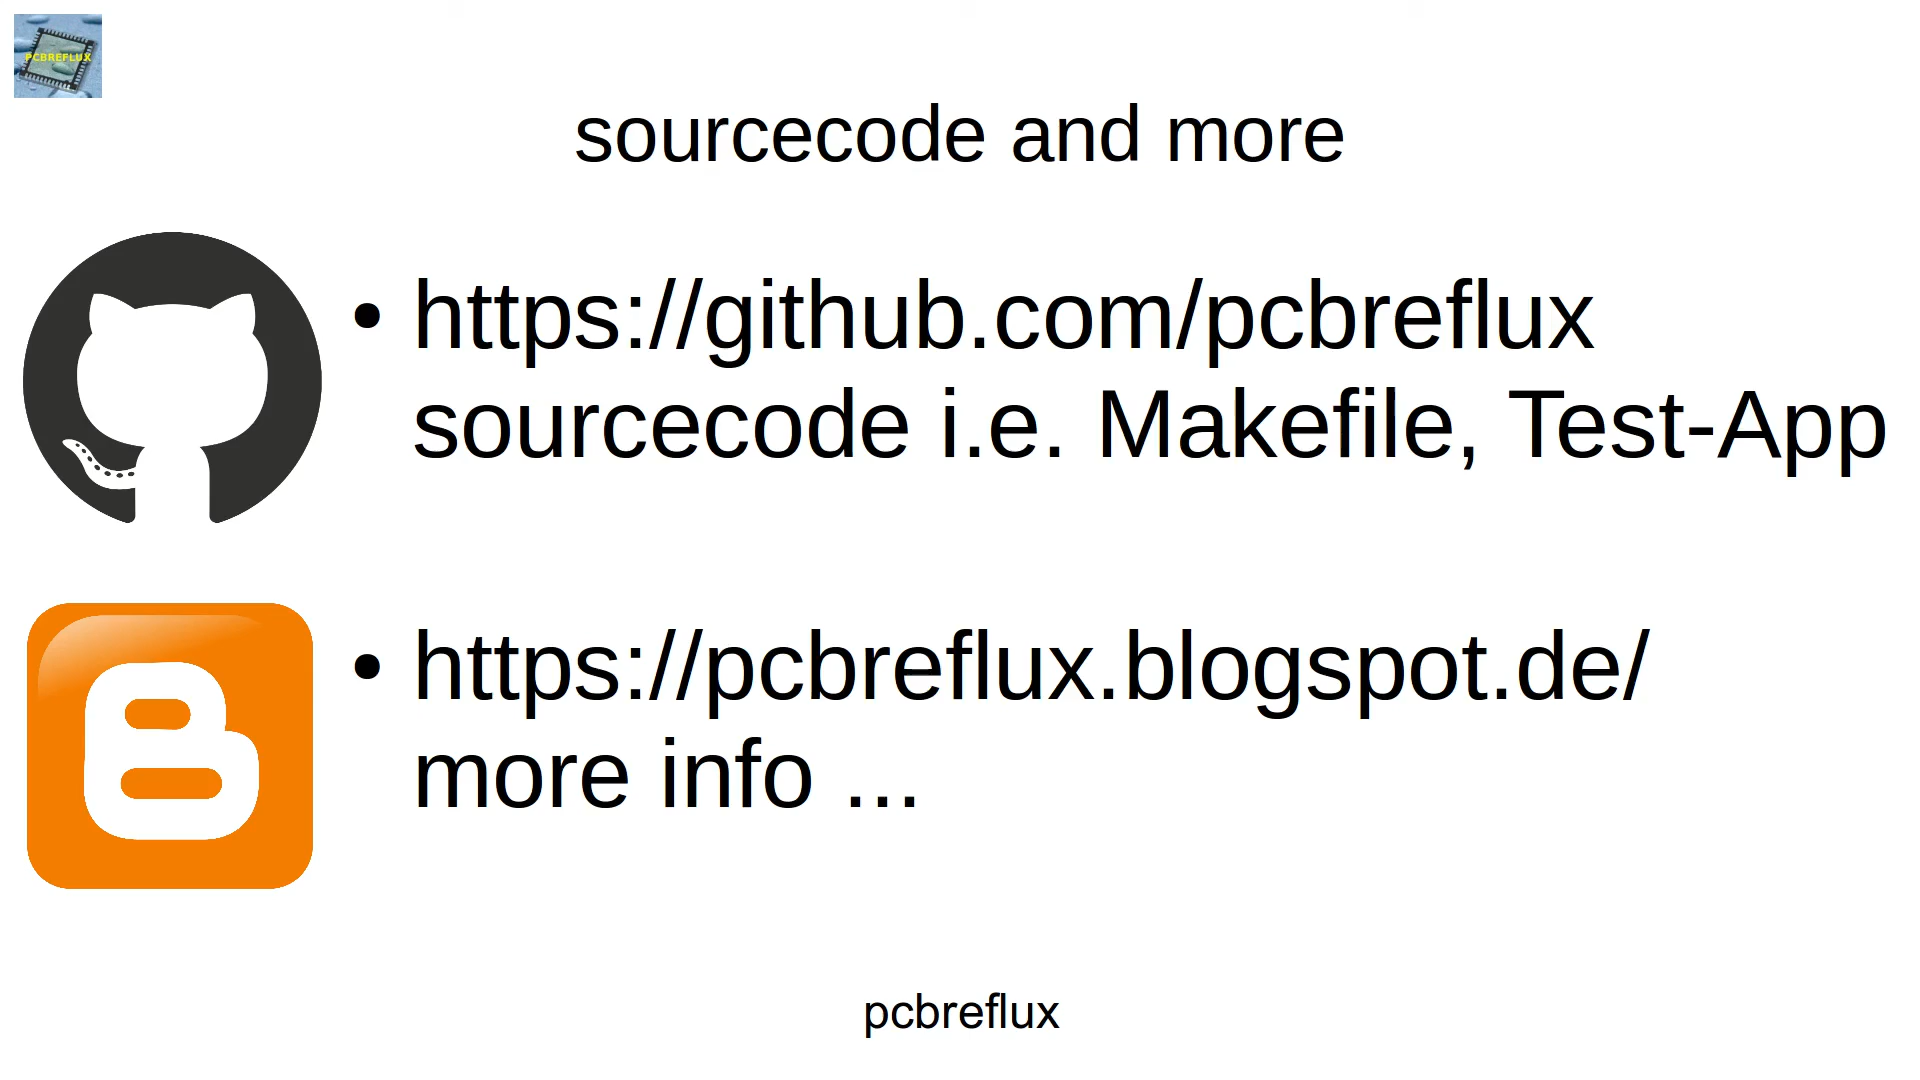 PCBREFLUX
sourcecode and more
• https://github.com/pcbreflux
sourcecode i.e. Makefile, Test-App
• https://pcbreflux.blogspot.de/
more info ...
pcbreflux